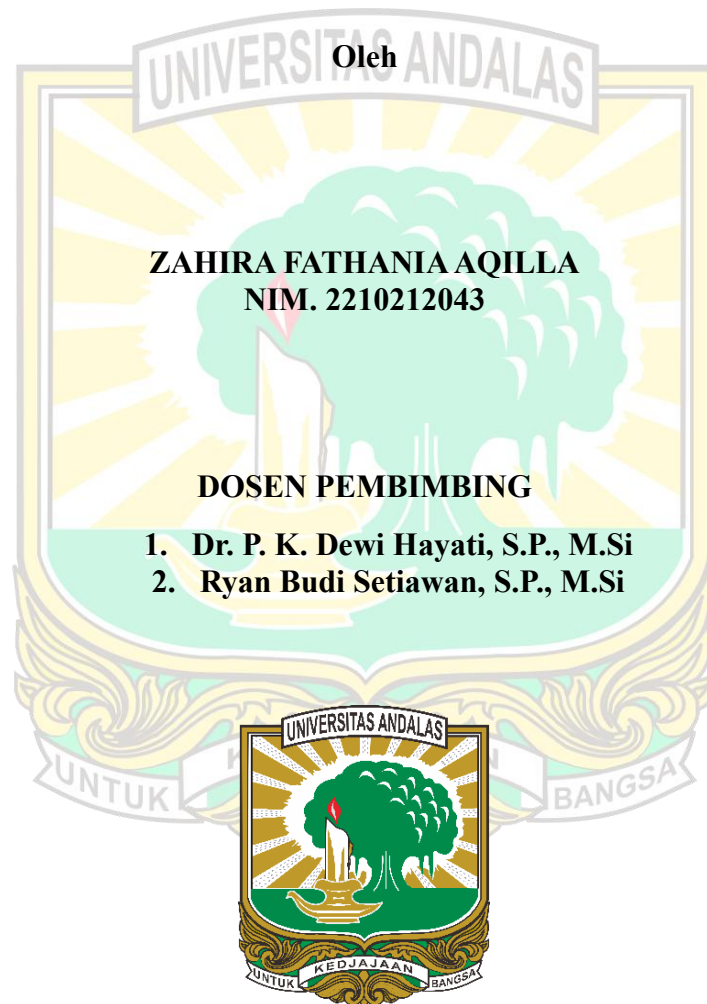 UNIVERSITAS ANDALAS
Oleh
ZAHIRA FATHANIA AQILLA
NIM. 2210212043
DOSEN PEMBIMBING
1. Dr. P. K. Dewi Hayati, S.P., M.Si
2. Ryan Budi Setiawan, S.P., M.Si
UNIVERSITAS ANDALAS
UNTUK BANGSA
UNTUK KEDJAJAAN BANGSA